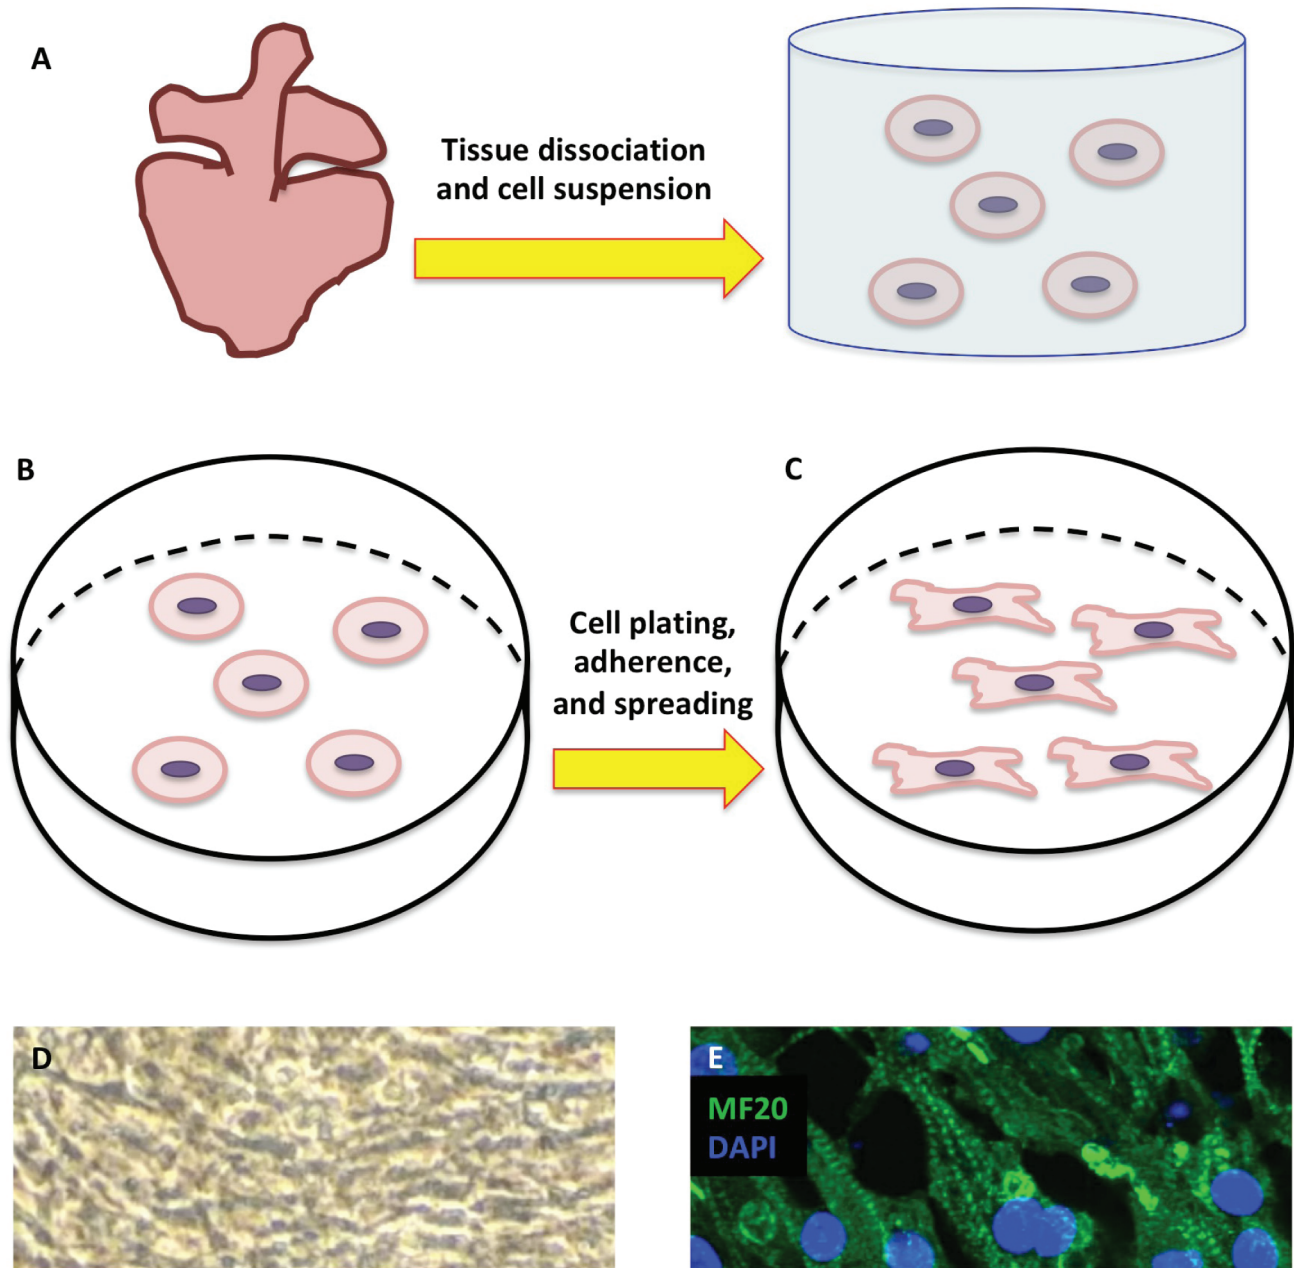 A
Tissue dissociation
and cell suspension
B
C
Cell plating,
adherence,
and spreading
D
E
MF20
DAPI